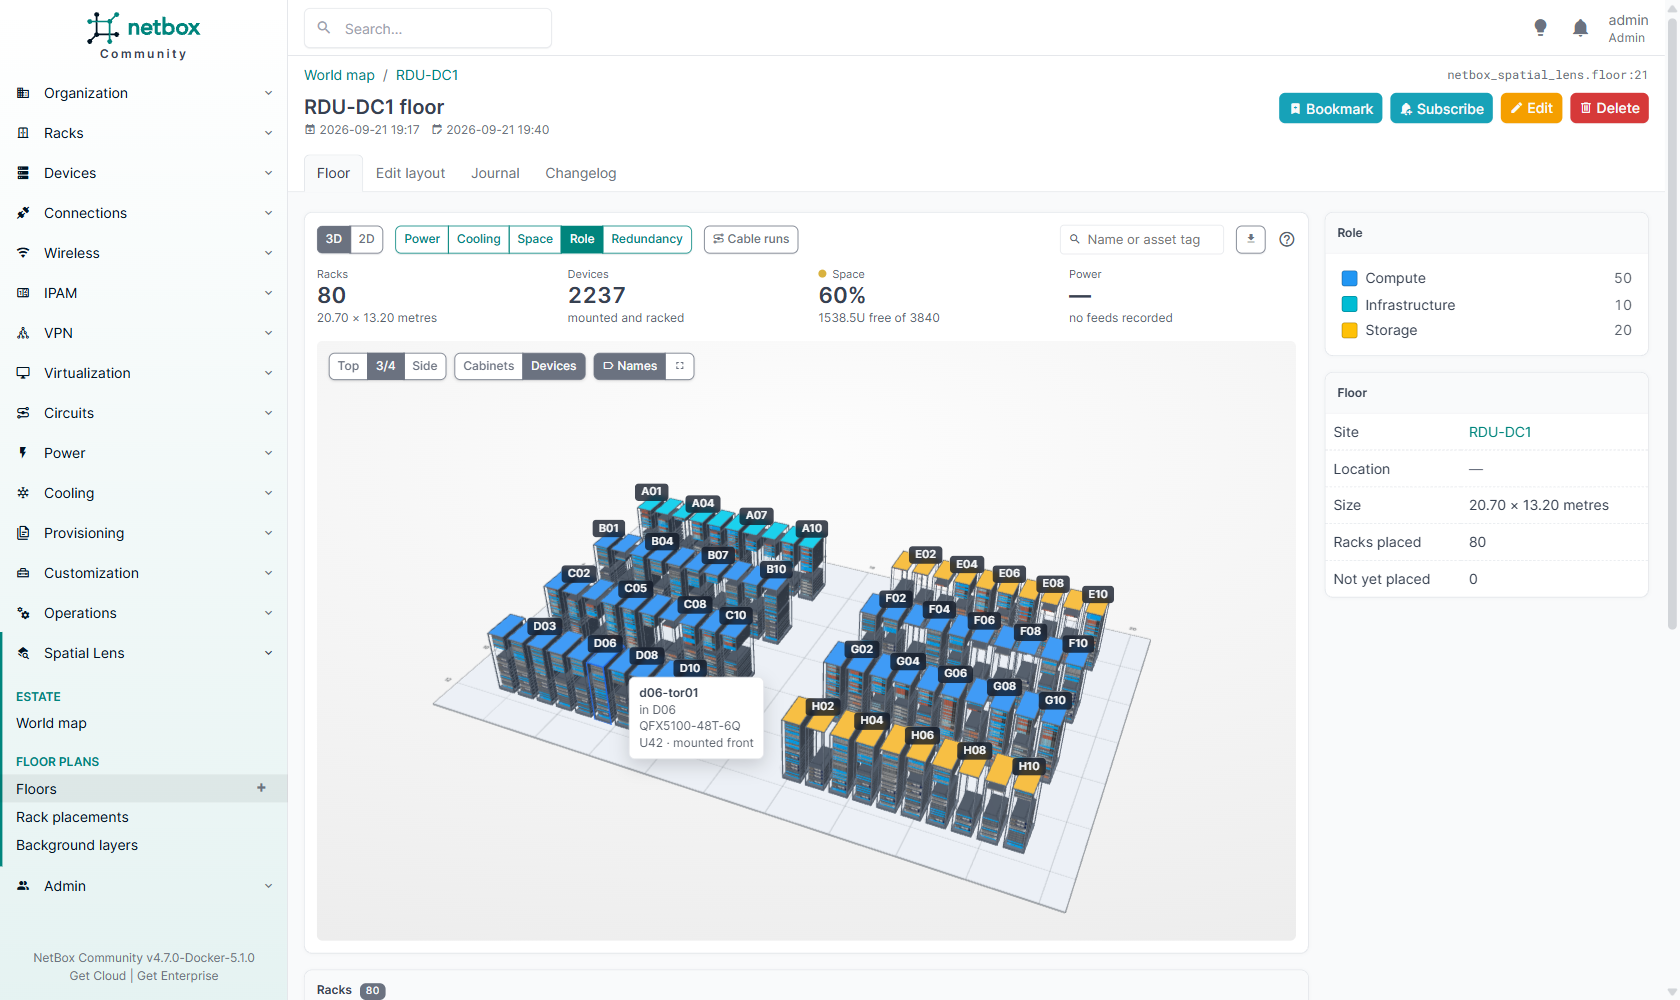 netbox
Community
Search...
admin
Admin
Organization
Racks
Devices
Connections
Wireless
IPAM
VPN
Virtualization
Circuits
Power
Cooling
Provisioning
Customization
Operations
Spatial Lens
ESTATE
World map
FLOOR PLANS
Floors +
Rack placements
Background layers
Admin
NetBox Community v4.7.0-Docker-5.1.0
Get Cloud | Get Enterprise
World map / RDU-DC1
netbox_spatial_lens.floor:21
RDU-DC1 floor
2026-09-21 19:17 2026-09-21 19:40
Bookmark Subscribe Edit Delete
Floor Edit layout Journal Changelog
3D 2D Power Cooling Space Role Redundancy Cable runs Name or asset tag
Racks
80
20.70 × 13.20 metres
Devices
2237
mounted and racked
Space
60%
1538.5U free of 3840
Power
—
no feeds recorded
Top 3/4 Side Cabinets Devices Names
A01
A04
A07
A10
B01
B04
B07
B10
C02
C05
C08
C10
D03
D06
D08
D10
E02
E04
E06
E08
E10
F02
F04
F06
F08
F10
G02
G04
G06
G08
G10
H02
H04
H06
H08
H10
d06-tor01
in D06
QFX5100-48T-6Q
U42 · mounted front
Role
Compute 50
Infrastructure 10
Storage 20
Floor
Site RDU-DC1
Location —
Size 20.70 × 13.20 metres
Racks placed 80
Not yet placed 0
Racks 80